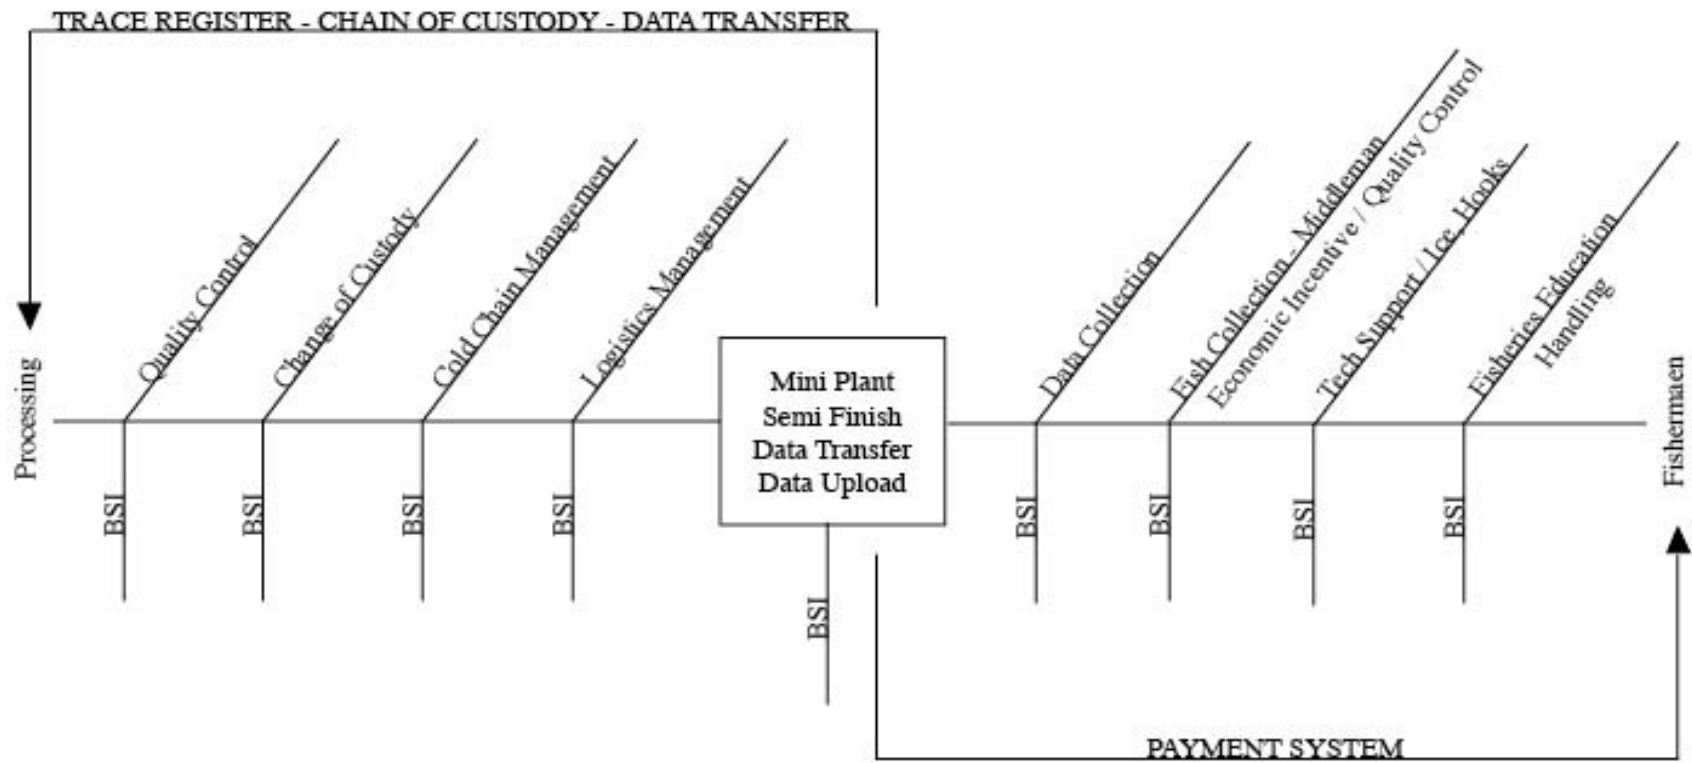 TRACE REGISTER - CHAIN OF CUSTODY - DATA TRANSFER
Processing
Quality Control
Change of Custody
Cold Chain Management
Logistics Management
Mini Plant
Semi Finish
Data Transfer
Data Upload
Data Collection
Fish Collection - Middleman
Economic Incentive / Quality Control
Tech Support / Ice, Hooks
Fisheries Education
Handling
Fishermaen
BSI
BSI
BSI
BSI
BSI
BSI
BSI
BSI
BSI
PAYMENT SYSTEM